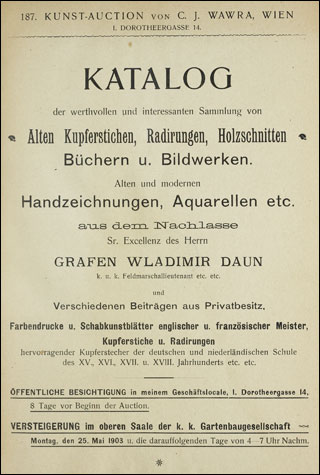 187. KUNST-AUCTION VON C. J. WAWRA, WIEN
I. DOROTHEERGASSE 14.
KATALOG
der werthvollen und interessanten Sammlung von
Alten Kupferstichen, Radirungen, Holzschnitten
Büchern u. Bildwerken.
Alten und modernen
Handzeichnungen, Aquarellen etc.
aus dem Nachlasse
Sr. Excellenz des Herrn
GRAFEN WLADIMIR DAUN
k. u. k. Feldmarschallieutenant etc. etc.
und
Verschiedenen Beiträgen aus Privatbesitz,
Farbendrucke u. Schabkunstblätter englischer u. französischer Meister,
Kupferstiche u. Radirungen
hervorragender Kupferstecher der deutschen und niederländischen Schule
des XV., XVI., XVII. u. XVIII. Jahrhunderts etc. etc.
ÖFFENTLICHE BESICHTIGUNG in meinem Geschäftslocale, I. Dorotheergasse 14,
8 Tage vor Beginn der Auction.
VERSTEIGERUNG im oberen Saale der k. k. Gartenbaugesellschaft
Montag, den 25. Mai 1903 u. die darauffolgenden Tage von 4–7 Uhr Nachm.